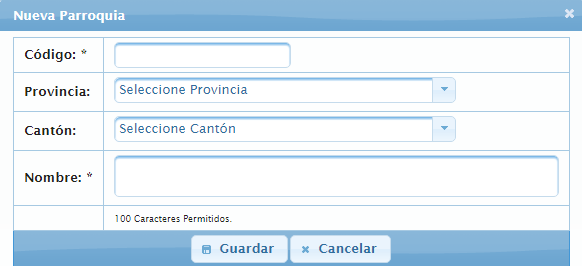 Nueva Parroquia
Código: *
Provincia: Seleccione Provincia
Cantón: Seleccione Cantón
Nombre: *
100 Caracteres Permitidos.
Guardar Cancelar